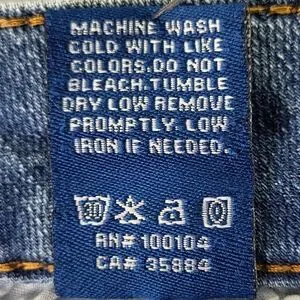 MACHINE WASH
COLD WITH LIKE
COLORS. DO NOT
BLEACH. TUMBLE
DRY LOW REMOVE
PROMPTLY. LOW
IRON IF NEEDED.
30
RN# 100104
CA# 35884